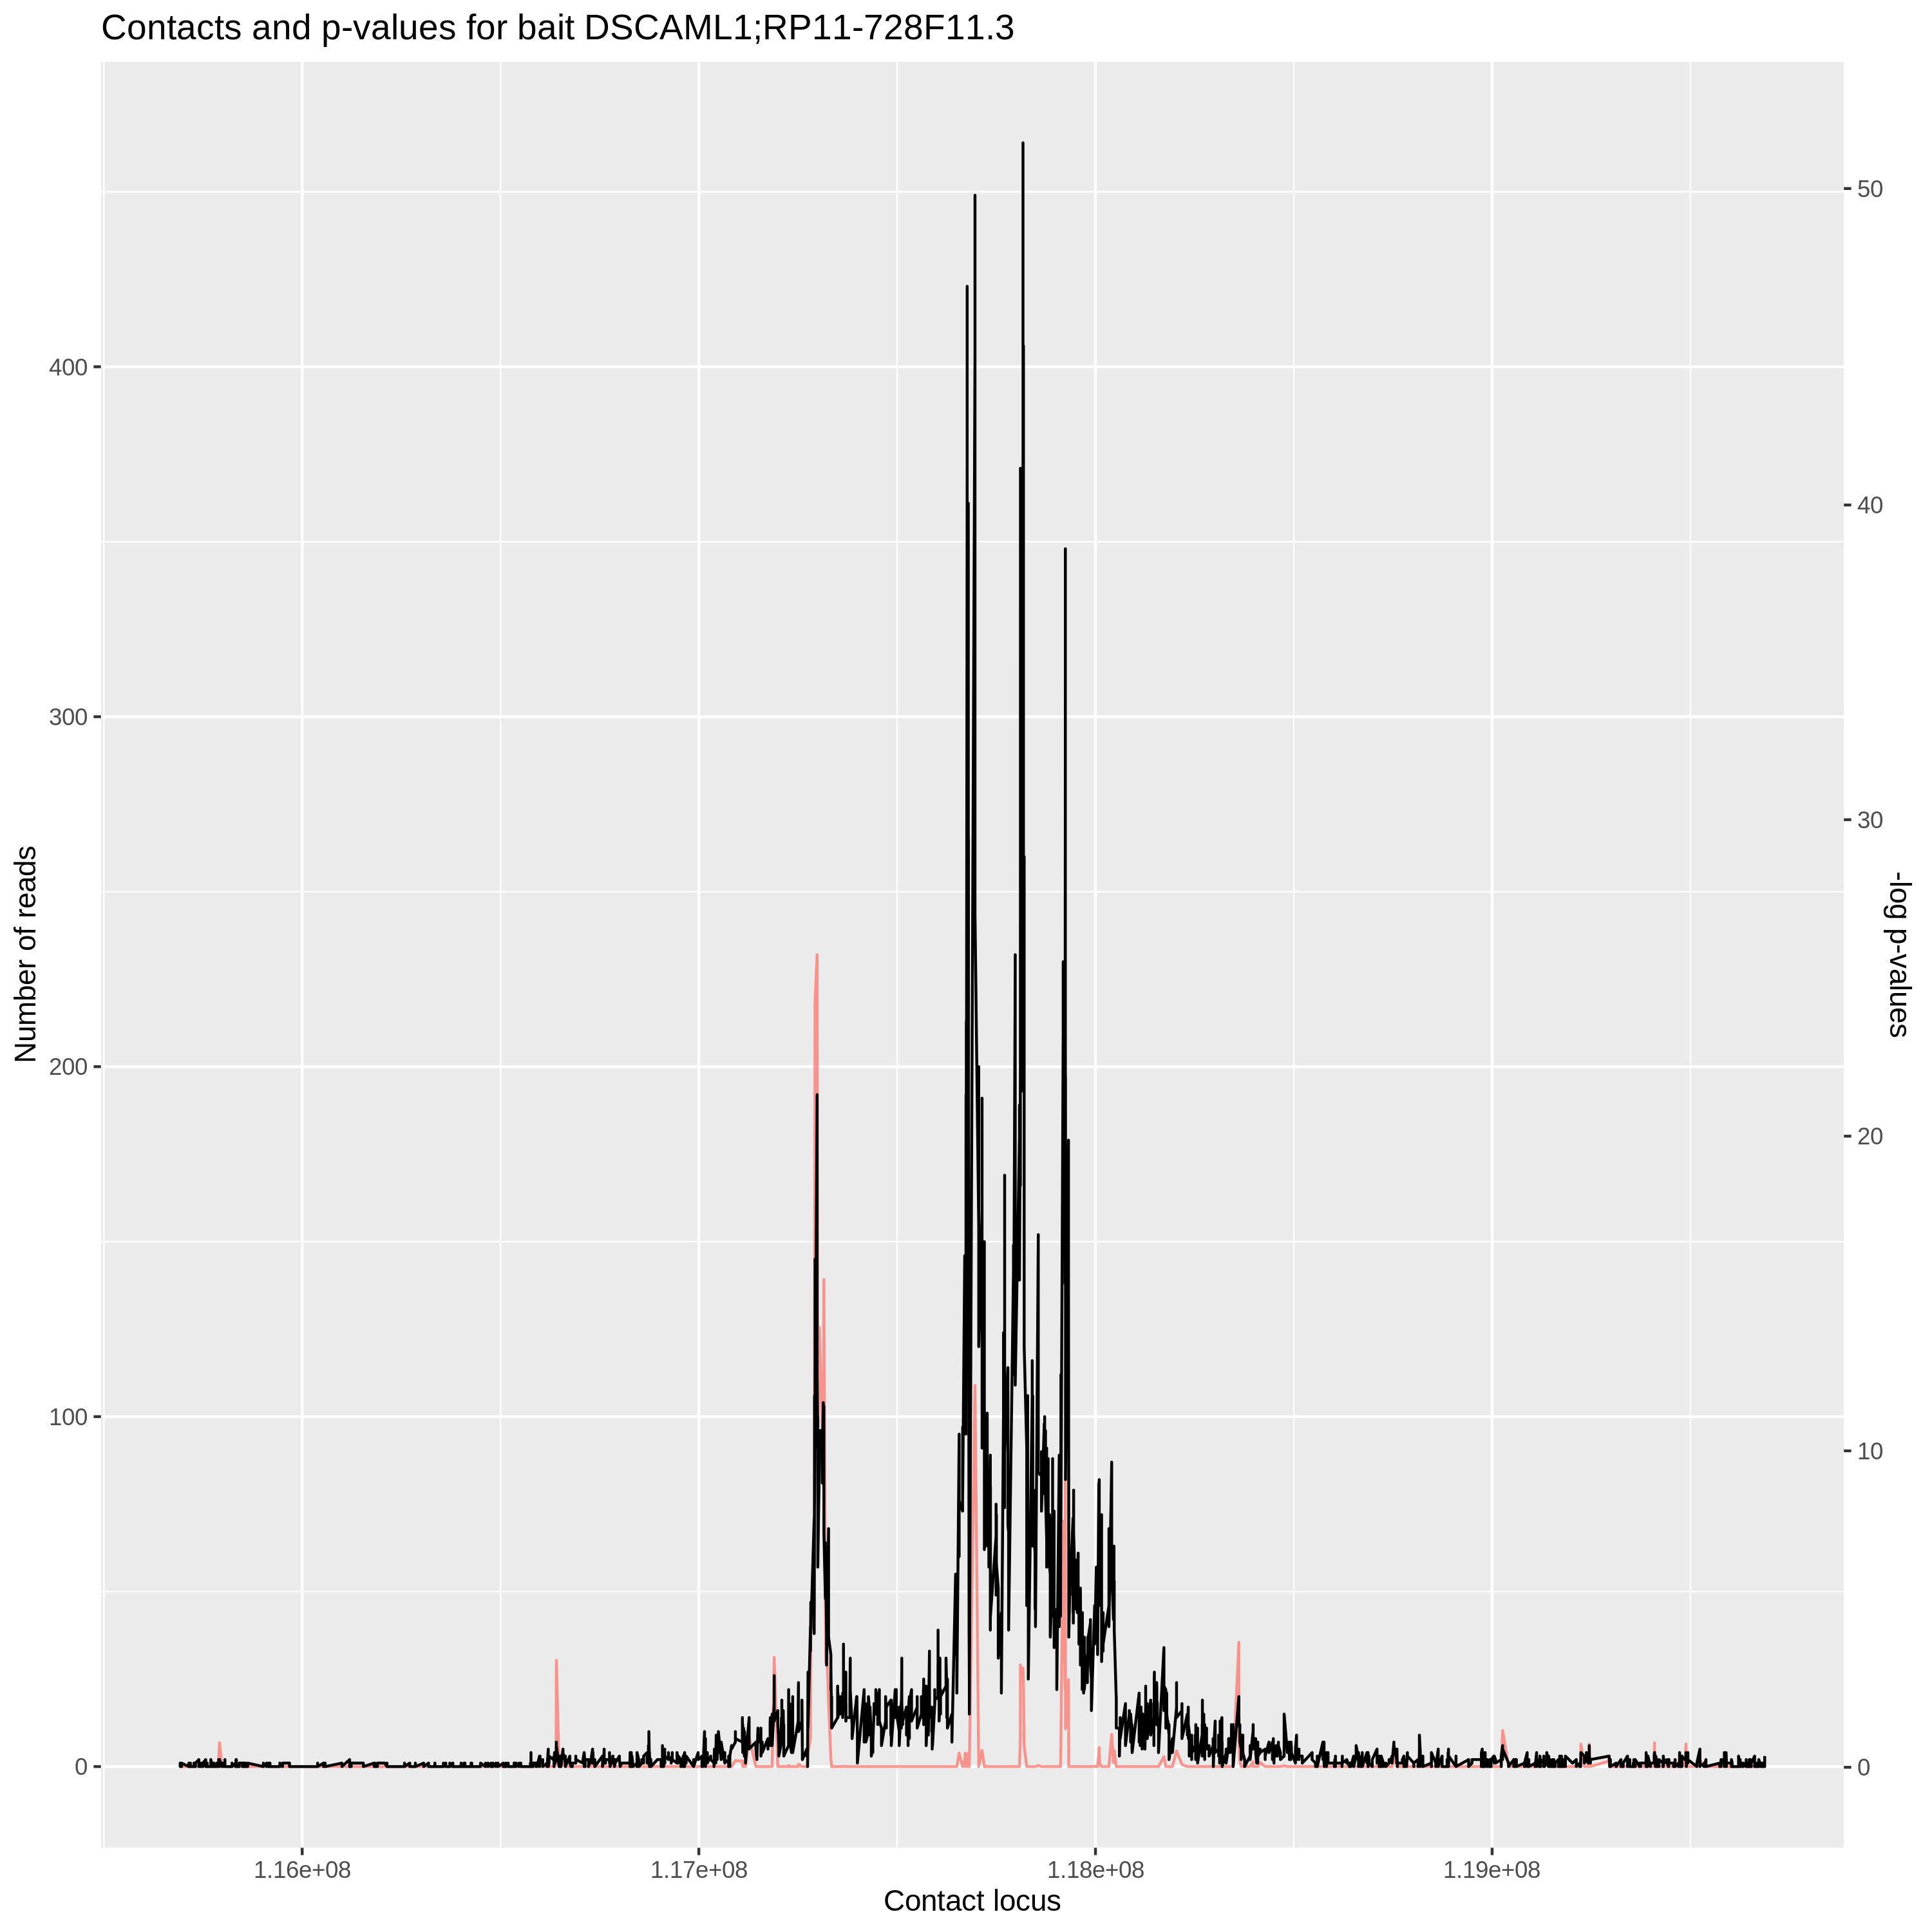 Contacts and p-values for bait DSCAML1;RP11-728F11.3
Number of reads
400
300
200
100
0
50
40
30
20
10
0
-log p-values
1.16e+08
1.17e+08
1.18e+08
1.19e+08
Contact locus